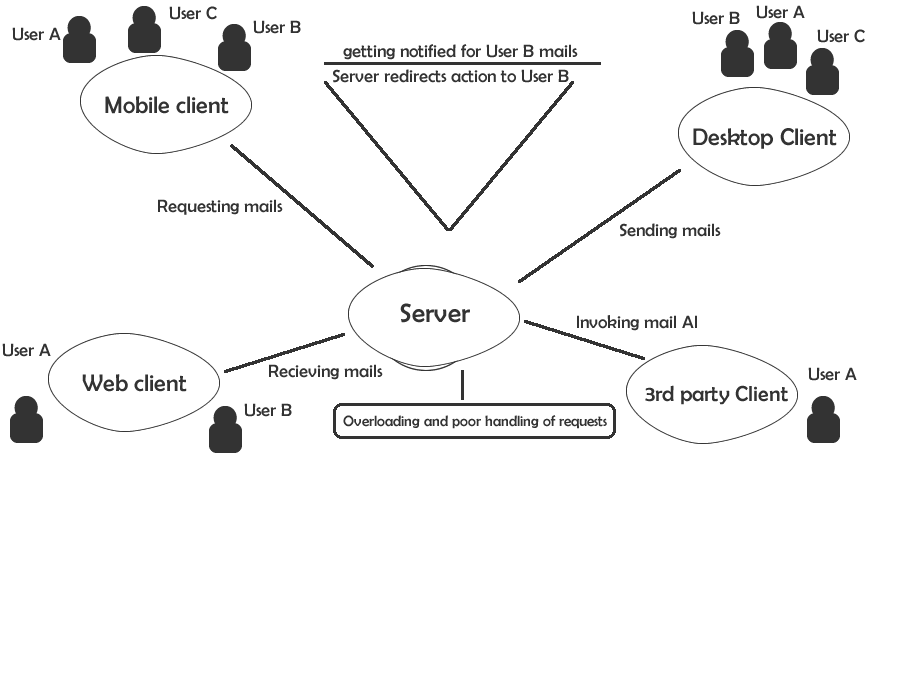 User A
User C
User B
Mobile client
getting notified for User B mails
Server redirects action to User B
User B
User A
User C
Desktop Client
Requesting mails
Sending mails
Server
Invoking mail AI
User A
Web client
Recieving mails
User B
Overloading and poor handling of requests
3rd party Client
User A